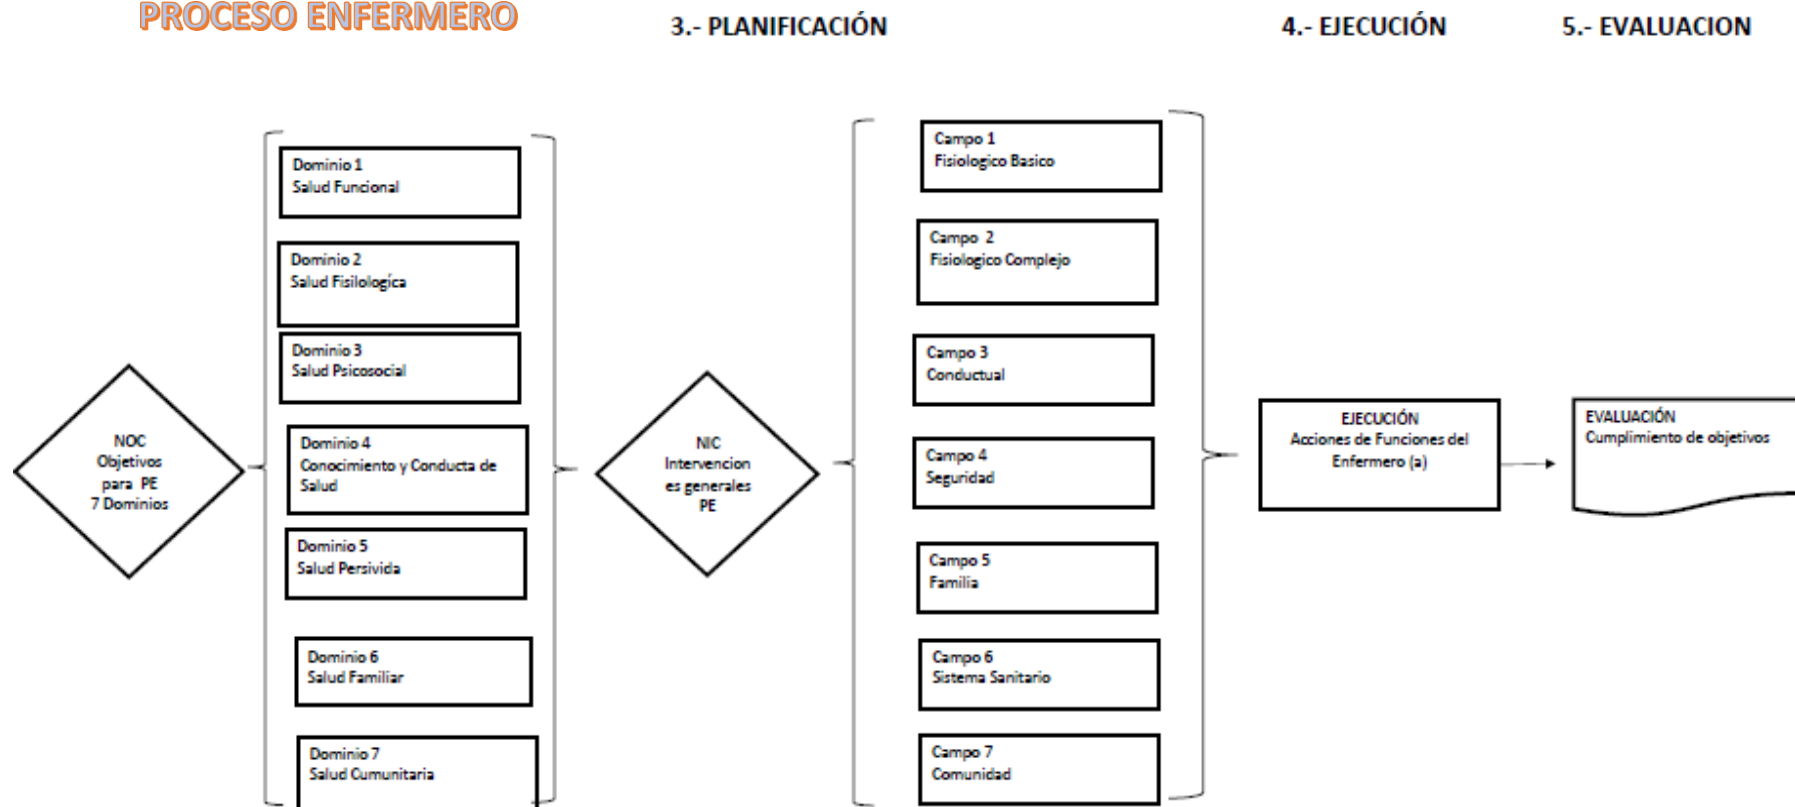 PROCESO ENFERMERO
3.- PLANIFICACIÓN
4.- EJECUCIÓN
5.- EVALUACION
NOC
Objetivos
para PE
7 Dominios
Dominio 1
Salud Funcional
Dominio 2
Salud Fisilologíca
Dominio 3
Salud Psicosocial
Dominio 4
Conocimiento y Conducta de
Salud
Dominio 5
Salud Persivida
Dominio 6
Salud Familiar
Dominio 7
Salud Cumunitaria
NIC
Intervencion
es generales
PE
Campo 1
Fisiologico Basico
Campo 2
Fisiologico Complejo
Campo 3
Conductual
Campo 4
Seguridad
Campo 5
Familia
Campo 6
Sistema Sanitario
Campo 7
Comunidad
EJECUCIÓN
Acciones de Funciones del
Enfermero (a)
EVALUACIÓN
Cumplimiento de objetivos